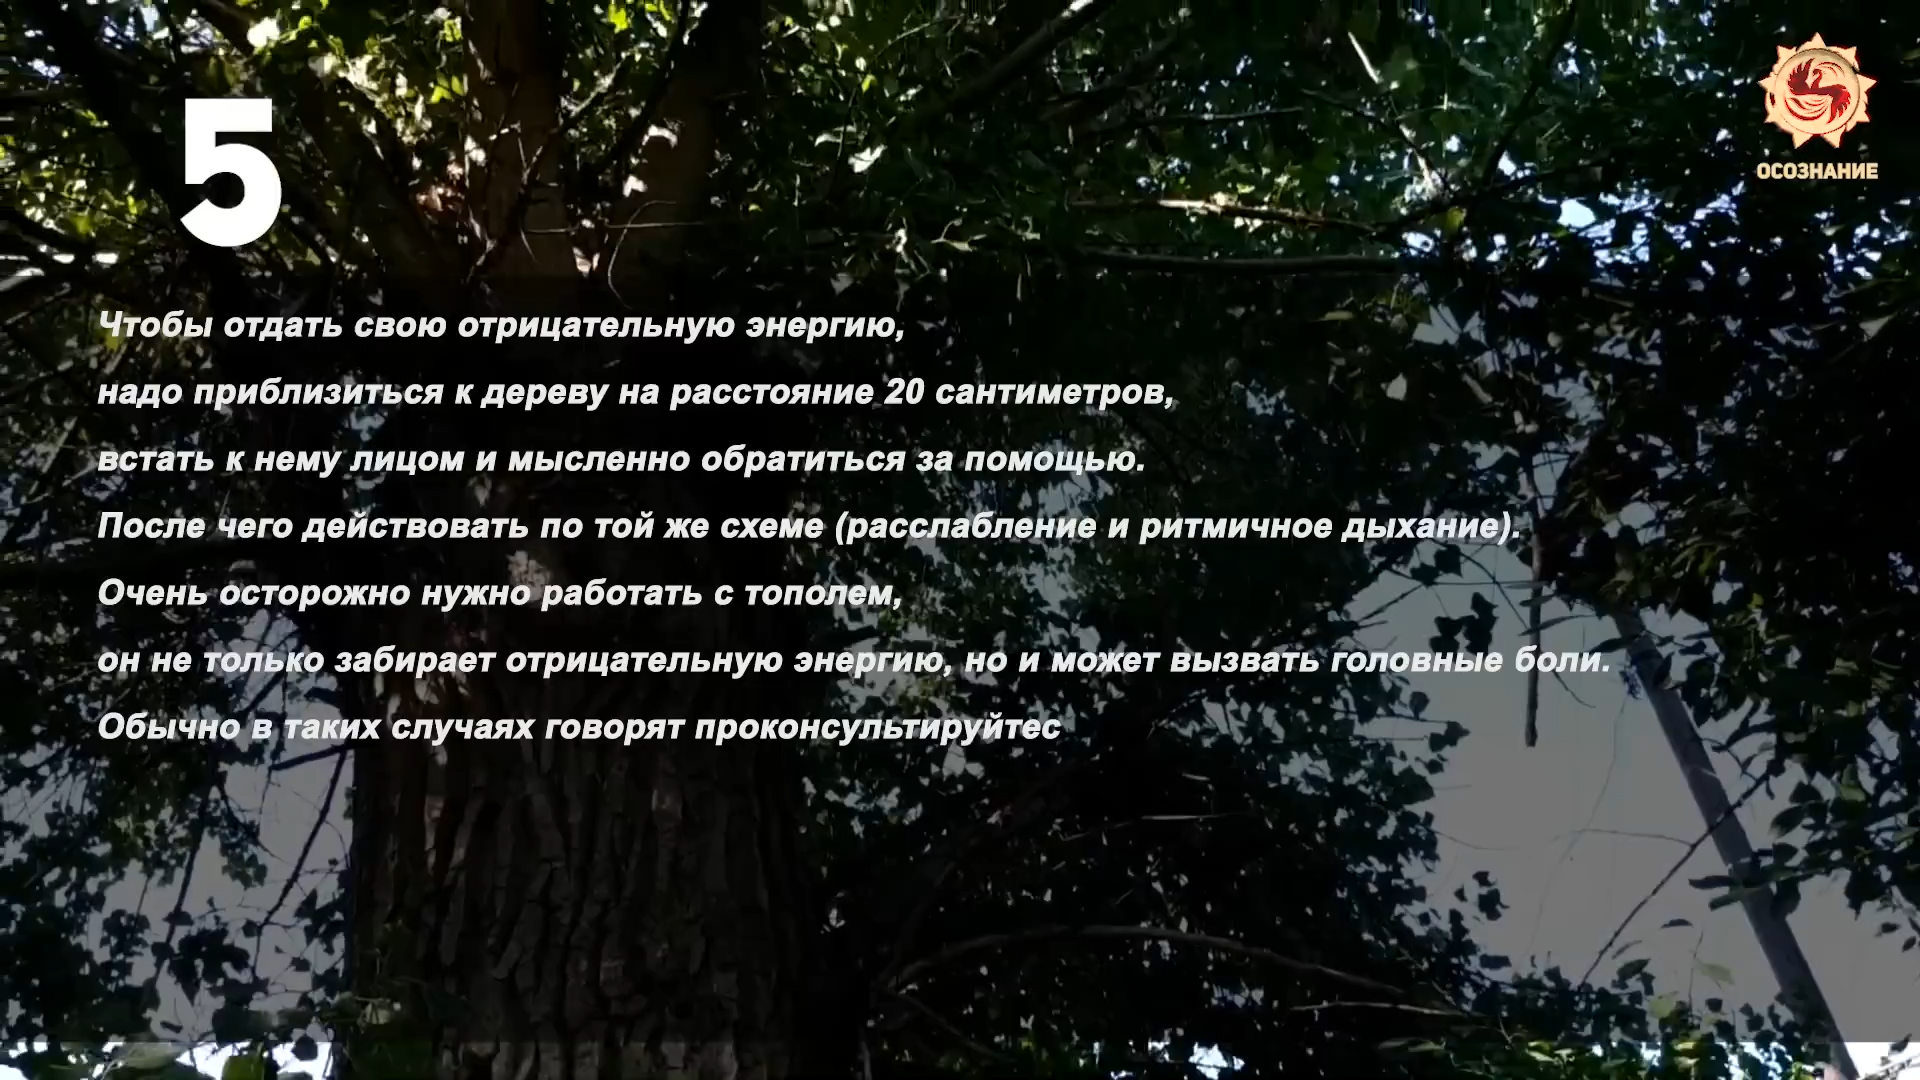 5
ОСОЗНАНИЕ
Чтобы отдать свою отрицательную энергию,
надо приблизиться к дереву на расстояние 20 сантиметров,
встать к нему лицом и мысленно обратиться за помощью.
После чего действовать по той же схеме (расслабление и ритмичное дыхание).
Очень осторожно нужно работать с тополем,
он не только забирает отрицательную энергию, но и может вызвать головные боли.
Обычно в таких случаях говорят проконсультируйтес